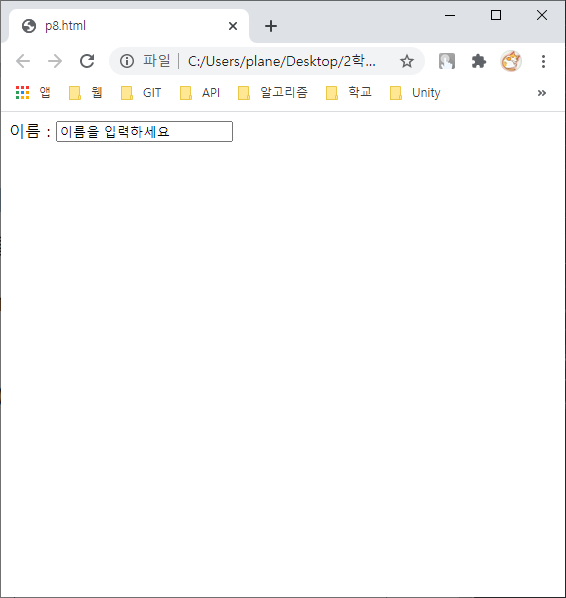 p8.html
파일 C:/Users/plane/Desktop/2학...
앱 웹 GIT API 알고리즘 학교 Unity
이름 : 이름을 입력하세요